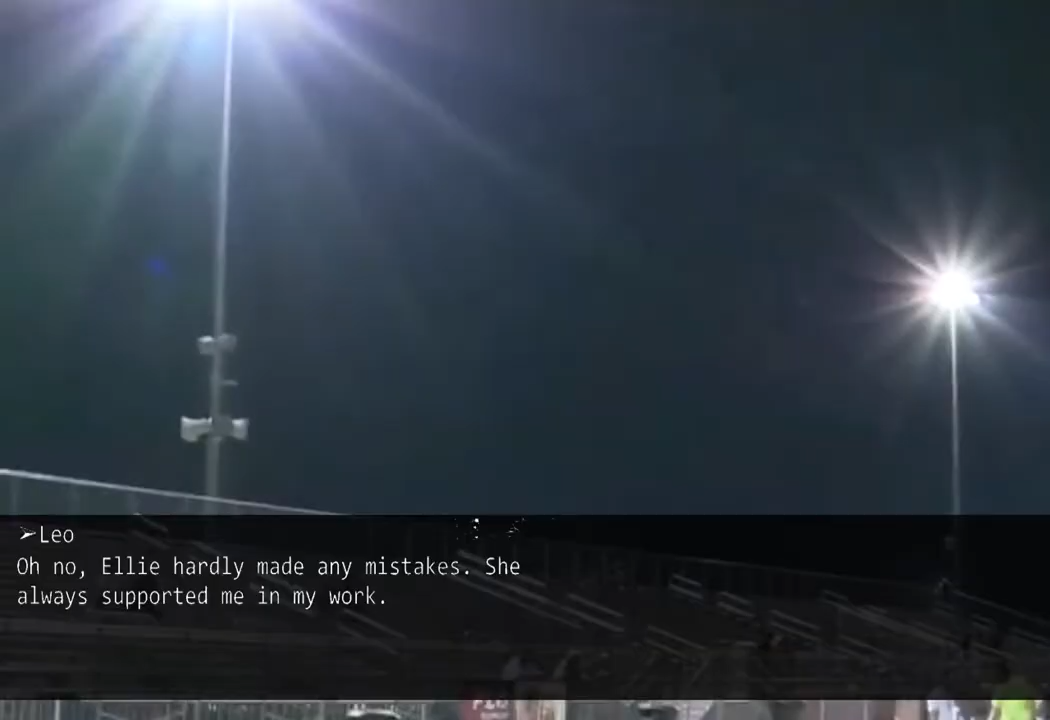 ➢Leo
Oh no, Ellie hardly made any mistakes. She
always supported me in my work.